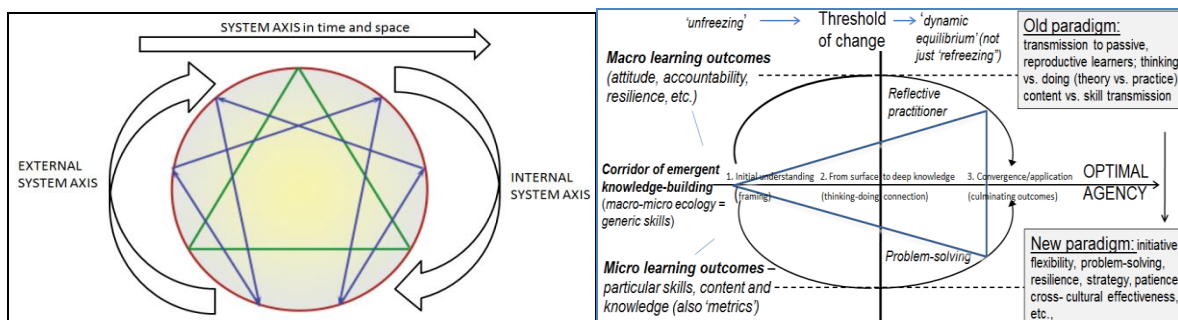 SYSTEM AXIS in time and space
EXTERNAL
SYSTEM AXIS
INTERNAL
SYSTEM AXIS
‘unfreezing’
Threshold
of change
‘dynamic
equilibrium’ (not
just ‘refreezing”)
Old paradigm:
transmission to passive,
reproductive learners; thinking
vs. doing (theory vs. practice)
content vs. skill transmission
Macro learning outcomes
(attitude, accountability,
resilience, etc.)
Reflective
practitioner
Corridor of emergent
knowledge-building
(macro-micro ecology =
generic skills)
1. Initial understanding
(framing)
2. From surface to deep knowledge
(thinking-doing connection)
3. Convergence/application
(culminating outcomes)
OPTIMAL
AGENCY
Micro learning outcomes –
particular skills, content and
knowledge (also ‘metrics’)
Problem-solving
New paradigm: initiative
flexibility, problem-solving,
resilience, strategy, patience
cross- cultural effectiveness,
etc.,